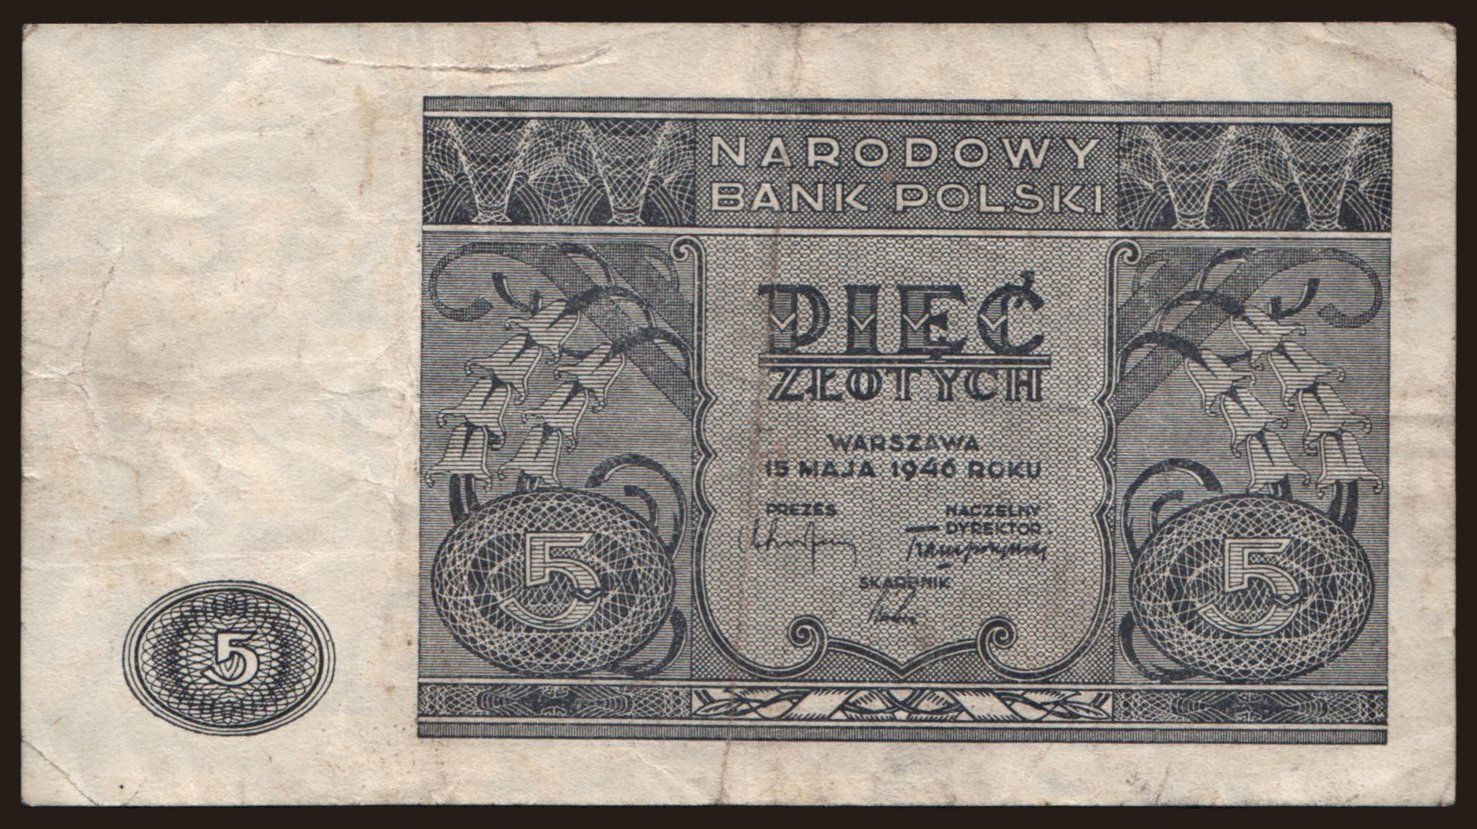 NARODOWY
BANK POLSKI
PIĘĆ
ZŁOTYCH
WARSZAWA
15 MAJA 1946 ROKU
PREZES
NACZELNY
DYREKTOR
SKARBNIK
5
5
5